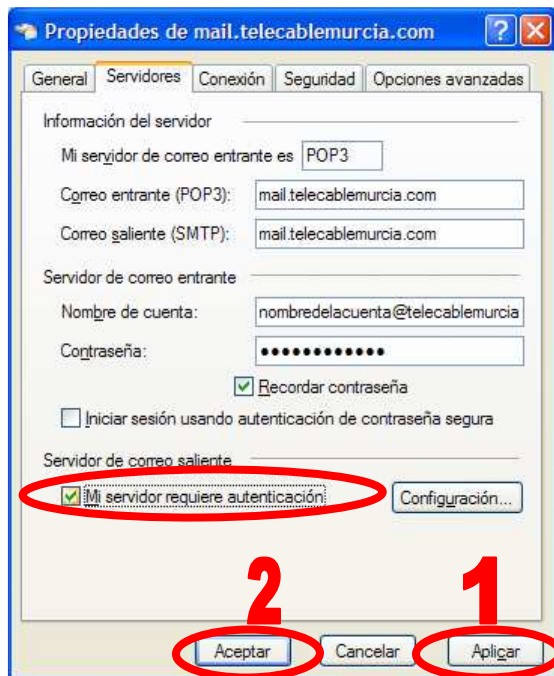 Propiedades de mail.telecablemurcia.com
General Servidores Conexión Seguridad Opciones avanzadas
Información del servidor
Mi servidor de correo entrante es POP3
Correo entrante (POP3): mail.telecablemurcia.com
Correo saliente (SMTP): mail.telecablemurcia.com
Servidor de correo entrante
Nombre de cuenta: nombredelacuenta@telecablemurcia
Contraseña: ●●●●●●●●●●●●
Recordar contraseña
Iniciar sesión usando autenticación de contraseña segura
Servidor de correo saliente
Mi servidor requiere autenticación Configuración...
2 1
Aceptar Cancelar Aplicar